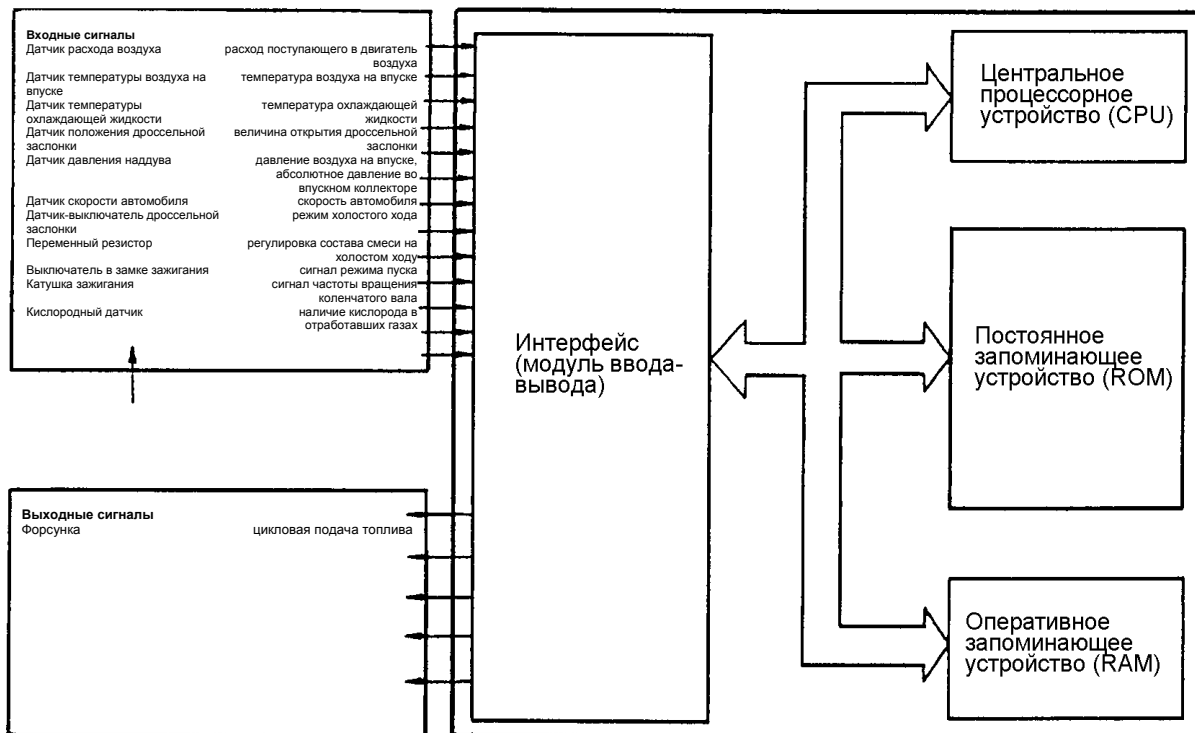 Входные сигналы
Датчик расхода воздуха расход поступающего в двигатель
воздуха
Датчик температуры воздуха на температура воздуха на впуске
впуске
Датчик температуры температура охлаждающей
охлаждающей жидкости жидкости
Датчик положения дроссельной величина открытия дроссельной
заслонки заслонки
Датчик давления наддува давление воздуха на впуске,
абсолютное давление во
впускном коллекторе
Датчик скорости автомобиля скорость автомобиля
Датчик-выключатель дроссельной режим холостого хода
заслонки
Переменный резистор регулировка состава смеси на
холостом ходу
Выключатель в замке зажигания сигнал режима пуска
Катушка зажигания сигнал частоты вращения
коленчатого вала
Кислородный датчик наличие кислорода в
отработавших газах
Выходные сигналы
Форсунка цикловая подача топлива
Интерфейс
(модуль ввода-
вывода)
Центральное
процессорное
устройство (CPU)
Постоянное
запоминающее
устройство (ROM)
Оперативное
запоминающее
устройство (RAM)